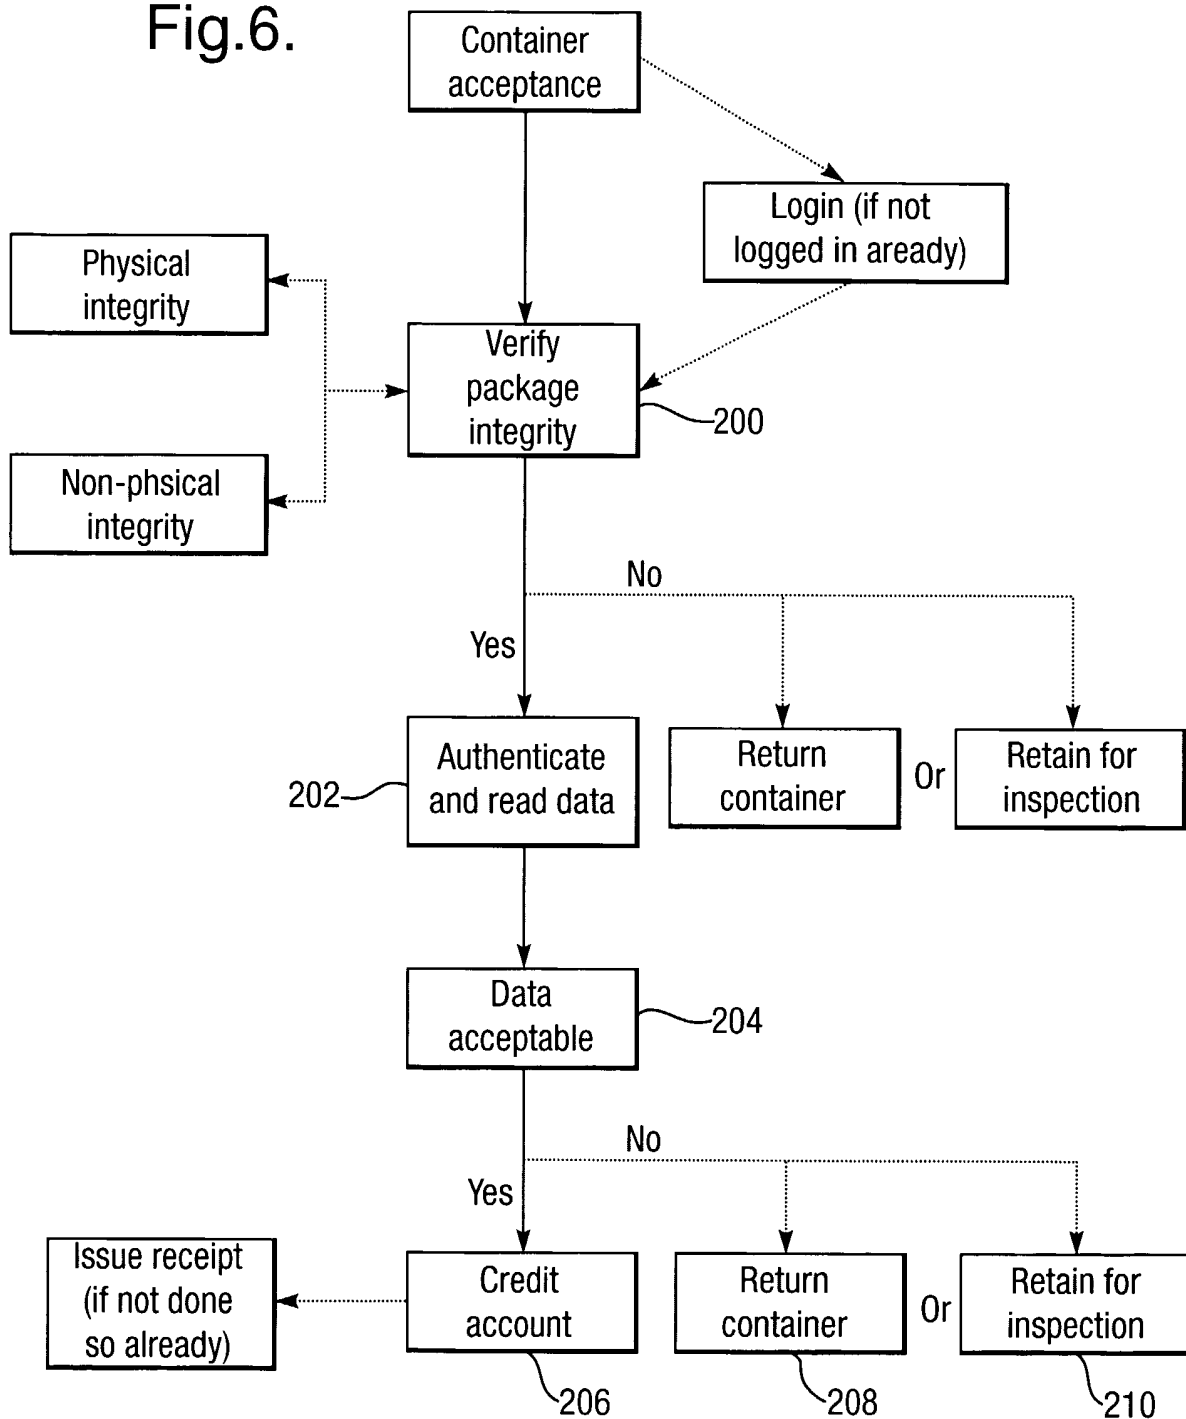 Fig.6.
Container
acceptance
Login (if not
logged in aready)
Physical
integrity
Verify
package
integrity
200
Non-phsical
integrity
No
Yes
Authenticate
and read data
202
Return
container
Or
Retain for
inspection
Data
acceptable
204
No
Yes
Issue receipt
(if not done
so already)
Credit
account
Return
container
Or
Retain for
inspection
206
208
210